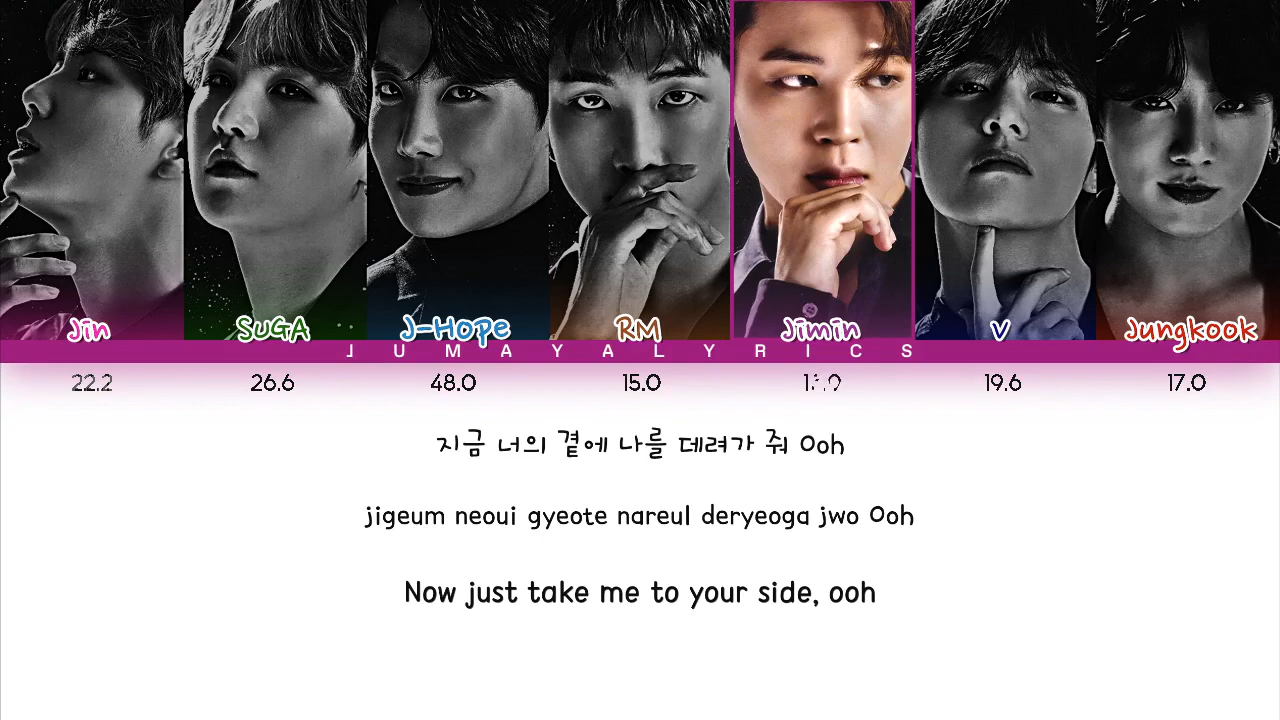 Jin SUGA J-Hope RM Jimin V Jungkook
JUMAYALYRICS
22.2 26.6 48.0 15.0 19.6 17.0
지금 너의 곁에 나를 데려가 줘 Ooh
jigeum neoui gyeote nareul deryeoga jwo Ooh
Now just take me to your side, ooh